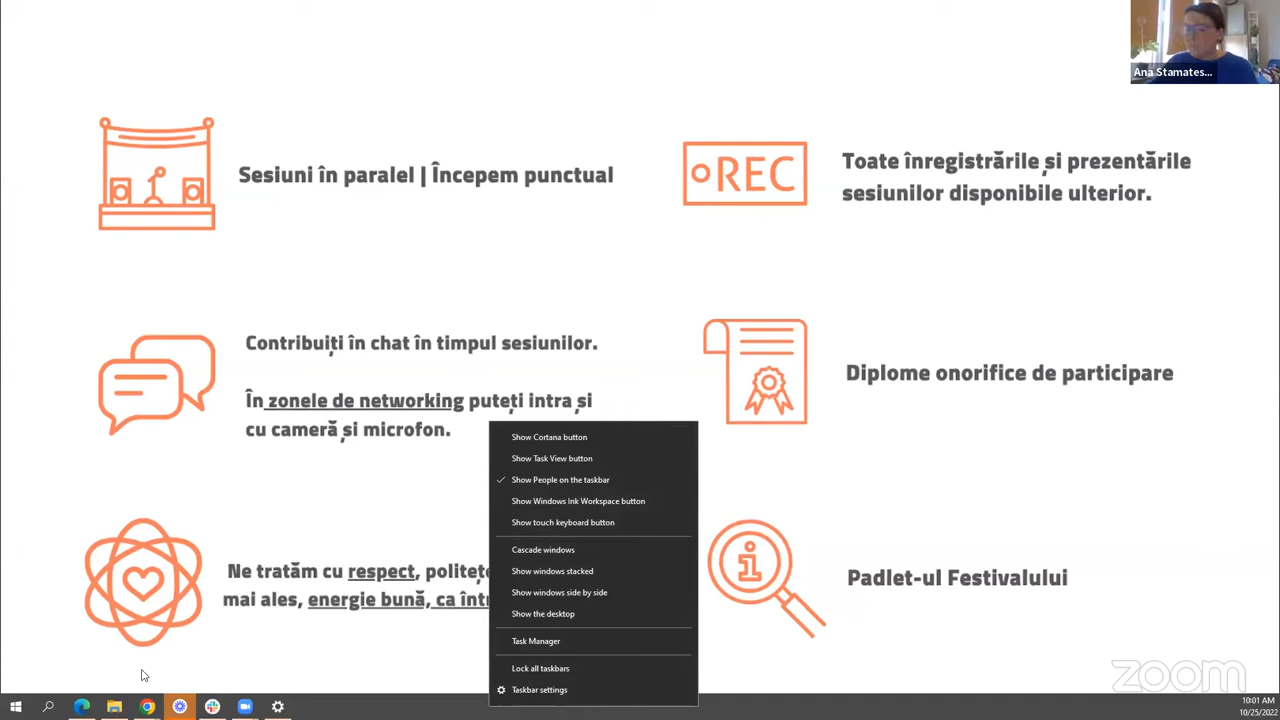 Ana Stamates...
Sesiuni în paralel | Începem punctual
REC
Toate înregistrările și prezentările
sesiunilor disponibile ulterior.
Contribuiți în chat în timpul sesiunilor.
În zonele de networking puteți intra și
cu cameră și microfon.
Diplome onorifice de participare
Show Cortana button
Show Task View button
Show People on the taskbar
Show Windows Ink Workspace button
Show touch keyboard button
Cascade windows
Show windows stacked
Show windows side by side
Show the desktop
Task Manager
Lock all taskbars
Taskbar settings
Ne tratăm cu respect, politețe
mai ales, energie bună, ca într
Padlet-ul Festivalului
zoom
10:01 AM
10/25/2022